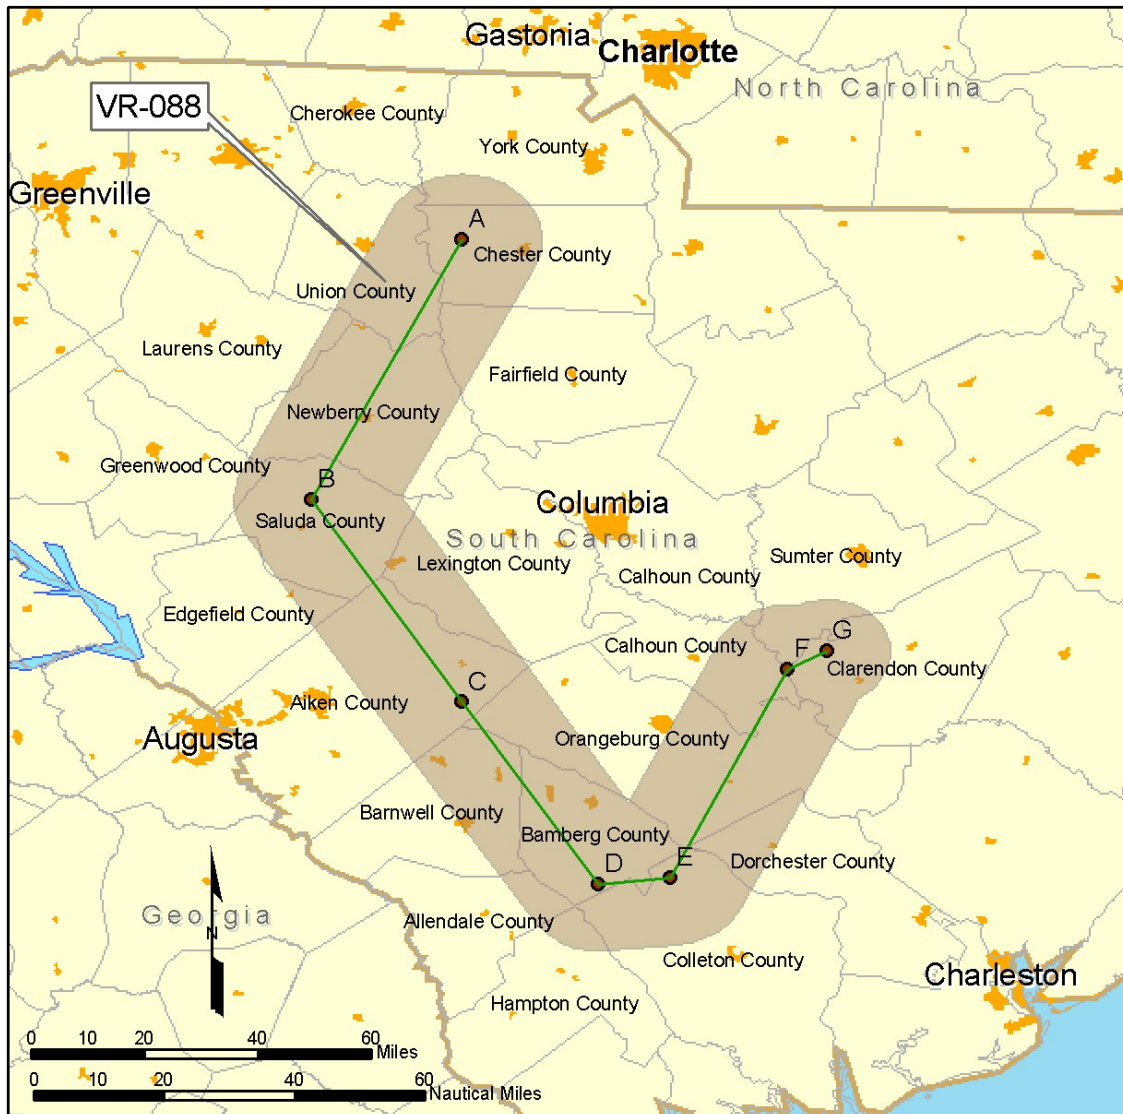 Gastonia
Charlotte
North Carolina
VR-088
Cherokee County
York County
Greenville
A
Chester County
Union County
Laurens County
Fairfield County
Newberry County
Greenwood County
B
Saluda County
Columbia
South Carolina
Lexington County
Sumter County
Calhoun County
Edgefield County
Calhoun County
F
G
Clarendon County
C
Aiken County
Augusta
Orangeburg County
Barnwell County
Bamberg County
D
E
Dorchester County
Georgia
N
Allendale County
Colleton County
Charleston
Hampton County
0 10 20 40 60
Miles
0 10 20 40 60
Nautical Miles